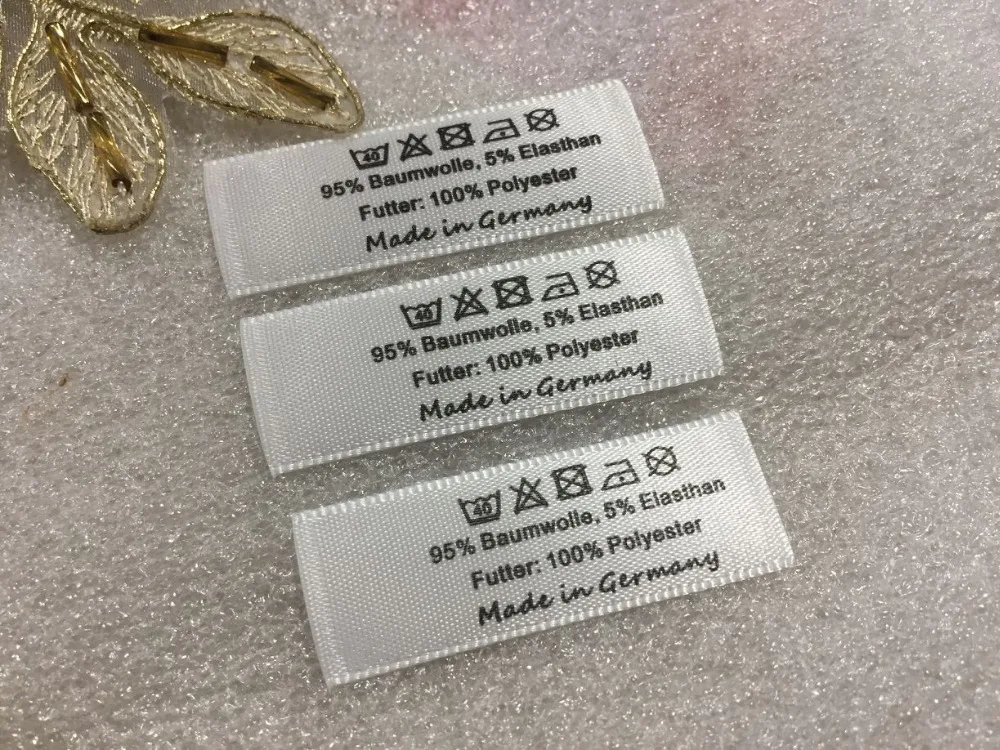 40
95% Baumwolle, 5% Elasthan
Futter: 100% Polyester
Made in Germany
40
95% Baumwolle, 5% Elasthan
Futter: 100% Polyester
Made in Germany
40
95% Baumwolle, 5% Elasthan
Futter: 100% Polyester
Made in Germany